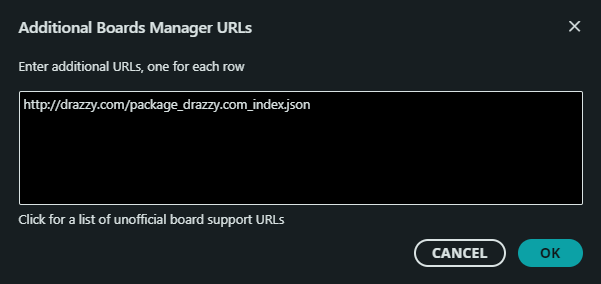 Additional Boards Manager URLs
Enter additional URLs, one for each row
http://drazzy.com/package_drazzy.com_index.json
Click for a list of unofficial board support URLs
CANCEL
OK